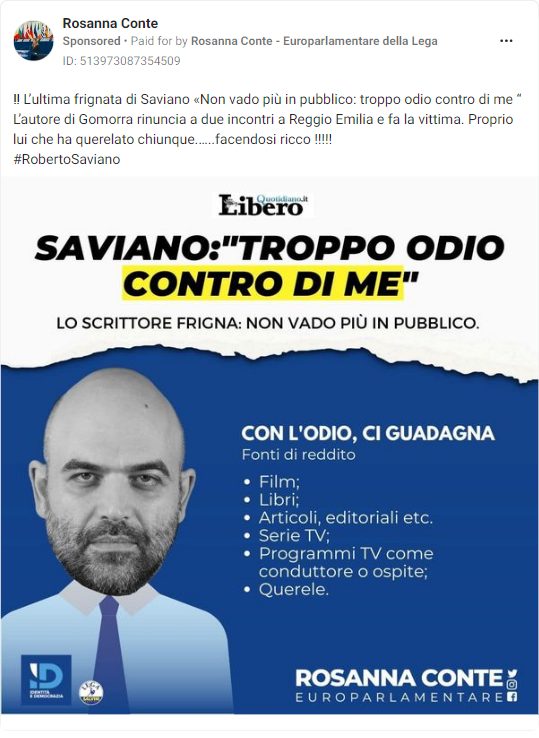 Rosanna Conte
Sponsored • Paid for by Rosanna Conte - Europarlamentare della Lega
ID: 513973087354509
!! L'ultima frignata di Saviano «Non vado più in pubblico: troppo odio contro di me “
L'autore di Gomorra rinuncia a due incontri a Reggio Emilia e fa la vittima. Proprio
lui che ha querelato chiunque......facendosi ricco !!!!!
#RobertoSaviano
Libero
Quotidiano.it
SAVIANO:"TROPPO ODIO
CONTRO DI ME"
LO SCRITTORE FRIGNA: NON VADO PIÙ IN PUBBLICO.
CON L'ODIO, CI GUADAGNA
Fonti di reddito
• Film;
• Libri;
• Articoli, editoriali etc.
• Serie TV;
• Programmi TV come
conduttore o ospite;
• Querele.
ID
IDENTITÀ
E DEMOCRAZIA
LEGA
SALVINI
ROSANNA CONTE
EUROPARLAMENTARE